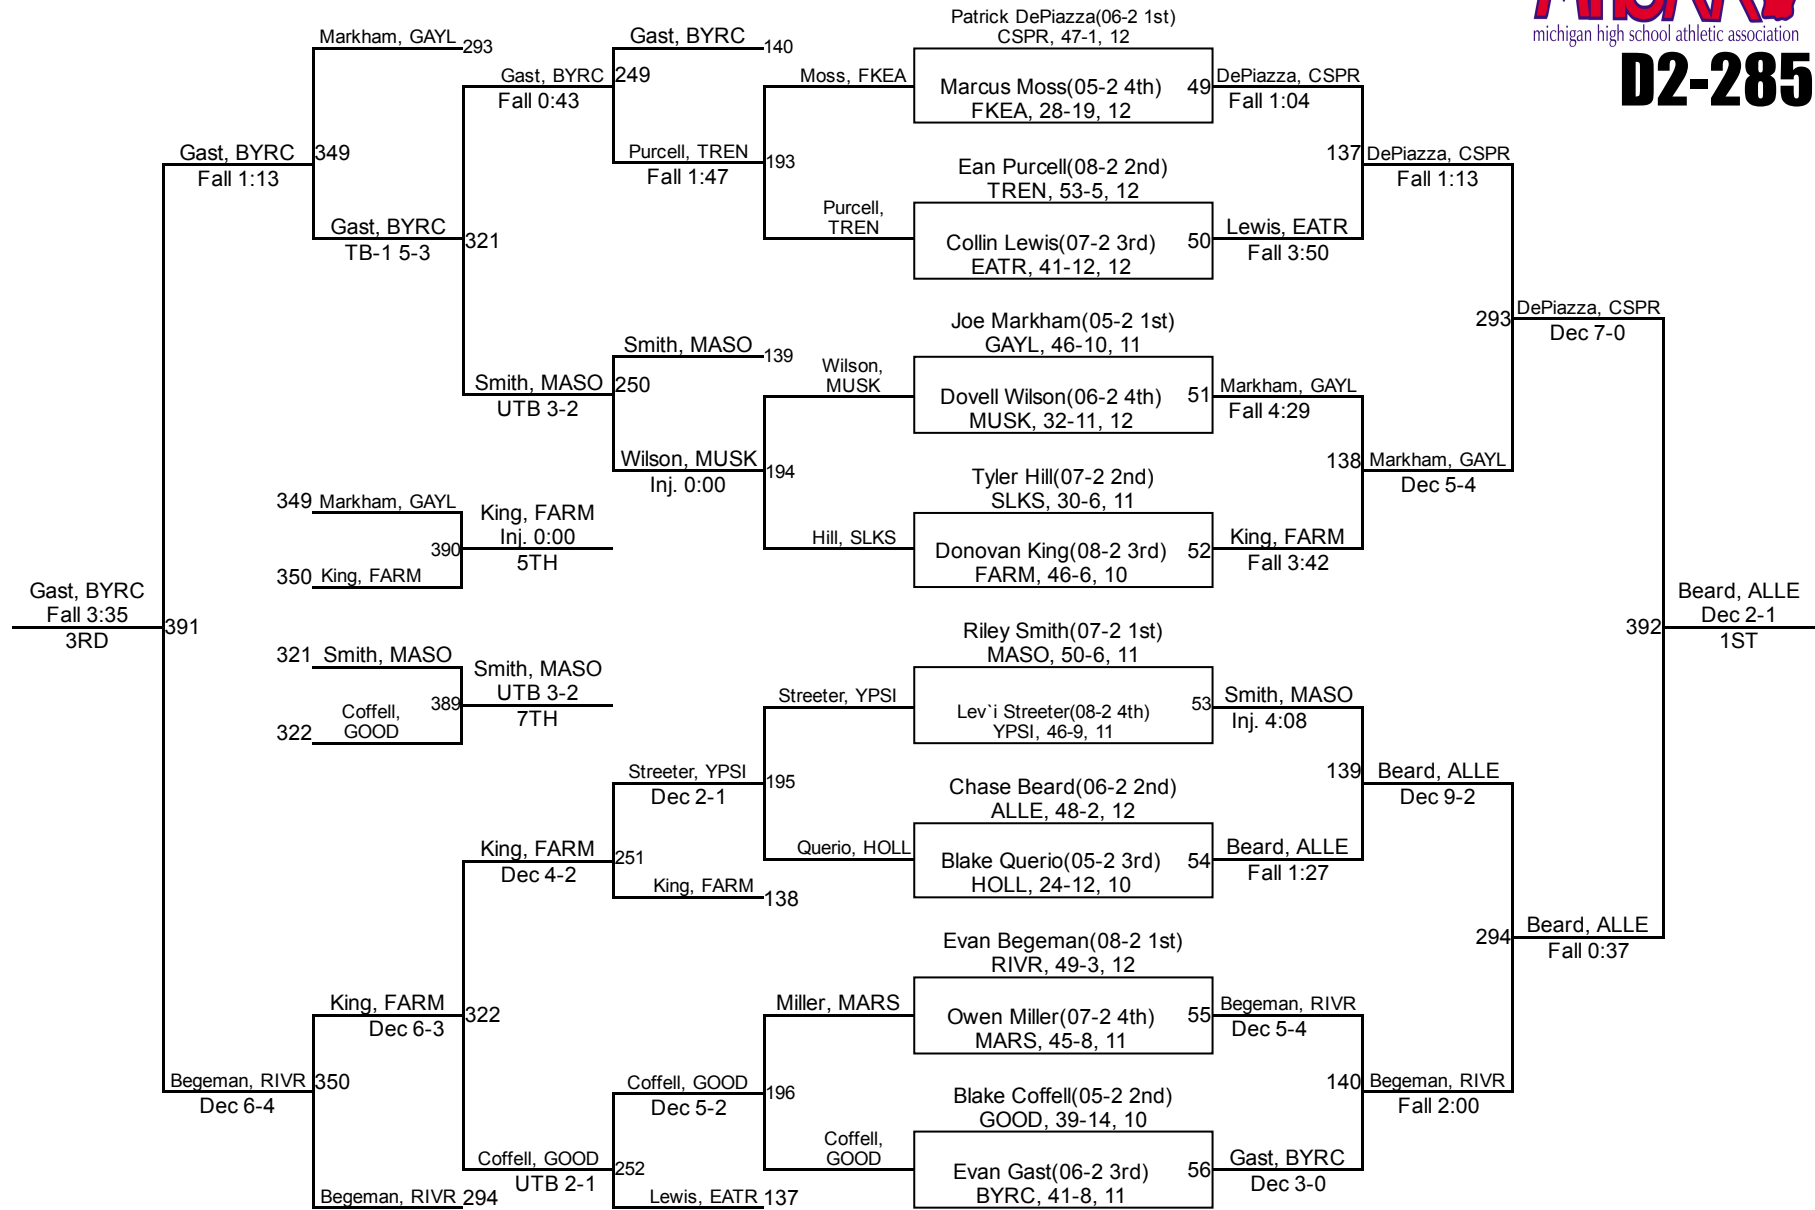 MHSAA
michigan high school athletic association
D2-285
Patrick DePiazza(06-2 1st)
CSPR, 47-1, 12
Marcus Moss(05-2 4th)
FKEA, 28-19, 12
49
Ean Purcell(08-2 2nd)
TREN, 53-5, 12
Collin Lewis(07-2 3rd)
EATR, 41-12, 12
50
Joe Markham(05-2 1st)
GAYL, 46-10, 11
Dovell Wilson(06-2 4th)
MUSK, 32-11, 12
51
Tyler Hill(07-2 2nd)
SLKS, 30-6, 11
Donovan King(08-2 3rd)
FARM, 46-6, 10
52
Riley Smith(07-2 1st)
MASO, 50-6, 11
Lev`i Streeter(08-2 4th)
YPSI, 46-9, 11
53
Chase Beard(06-2 2nd)
ALLE, 48-2, 12
Blake Querio(05-2 3rd)
HOLL, 24-12, 10
54
Evan Begeman(08-2 1st)
RIVR, 49-3, 12
Owen Miller(07-2 4th)
MARS, 45-8, 11
55
Blake Coffell(05-2 2nd)
GOOD, 39-14, 10
Evan Gast(06-2 3rd)
BYRC, 41-8, 11
56
DePiazza, CSPR
Fall 1:04
Lewis, EATR
Fall 3:50
Markham, GAYL
Fall 4:29
King, FARM
Fall 3:42
Smith, MASO
Inj. 4:08
Beard, ALLE
Fall 1:27
Begeman, RIVR
Dec 5-4
Gast, BYRC
Dec 3-0
137
DePiazza, CSPR
Fall 1:13
138
Markham, GAYL
Dec 5-4
139
Beard, ALLE
Dec 9-2
140
Begeman, RIVR
Fall 2:00
293
DePiazza, CSPR
Dec 7-0
294
Beard, ALLE
Fall 0:37
392
Beard, ALLE
Dec 2-1
1ST
Moss, FKEA
Purcell,
TREN
Wilson,
MUSK
Hill, SLKS
Streeter, YPSI
Querio, HOLL
Miller, MARS
Coffell,
GOOD
Gast, BYRC
140
Purcell, TREN
193
Fall 1:47
Smith, MASO
139
Wilson, MUSK
194
Inj. 0:00
Streeter, YPSI
195
Dec 2-1
King, FARM
138
Coffell, GOOD
196
Dec 5-2
Lewis, EATR
137
Gast, BYRC
249
Fall 0:43
Smith, MASO
250
UTB 3-2
King, FARM
251
Dec 4-2
Coffell, GOOD
252
UTB 2-1
Markham, GAYL
293
Gast, BYRC
321
TB-1 5-3
King, FARM
322
Dec 6-3
Begeman, RIVR
294
Gast, BYRC
349
Fall 1:13
Begeman, RIVR
350
Dec 6-4
349
Markham, GAYL
350
King, FARM
390
King, FARM
Inj. 0:00
5TH
321
Smith, MASO
322
Coffell,
GOOD
389
Smith, MASO
UTB 3-2
7TH
Gast, BYRC
Fall 3:35
391
3RD